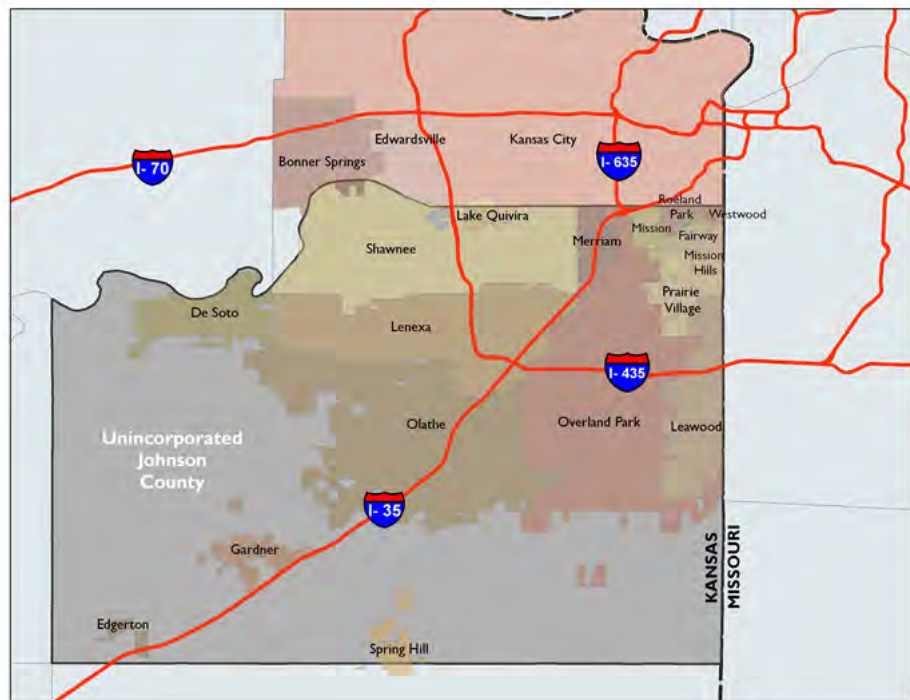 Edwardsville
Kansas City
I- 70
Bonner Springs
I- 635
Roeland
Park
Westwood
Lake Quivira
Mission
Fairway
Merriam
Shawnee
Mission
Hills
Prairie
Village
De Soto
Lenexa
I- 435
Olathe
Overland Park
Leawood
Unincorporated
Johnson
County
I- 35
Gardner
KANSAS
MISSOURI
Edgerton
Spring Hill